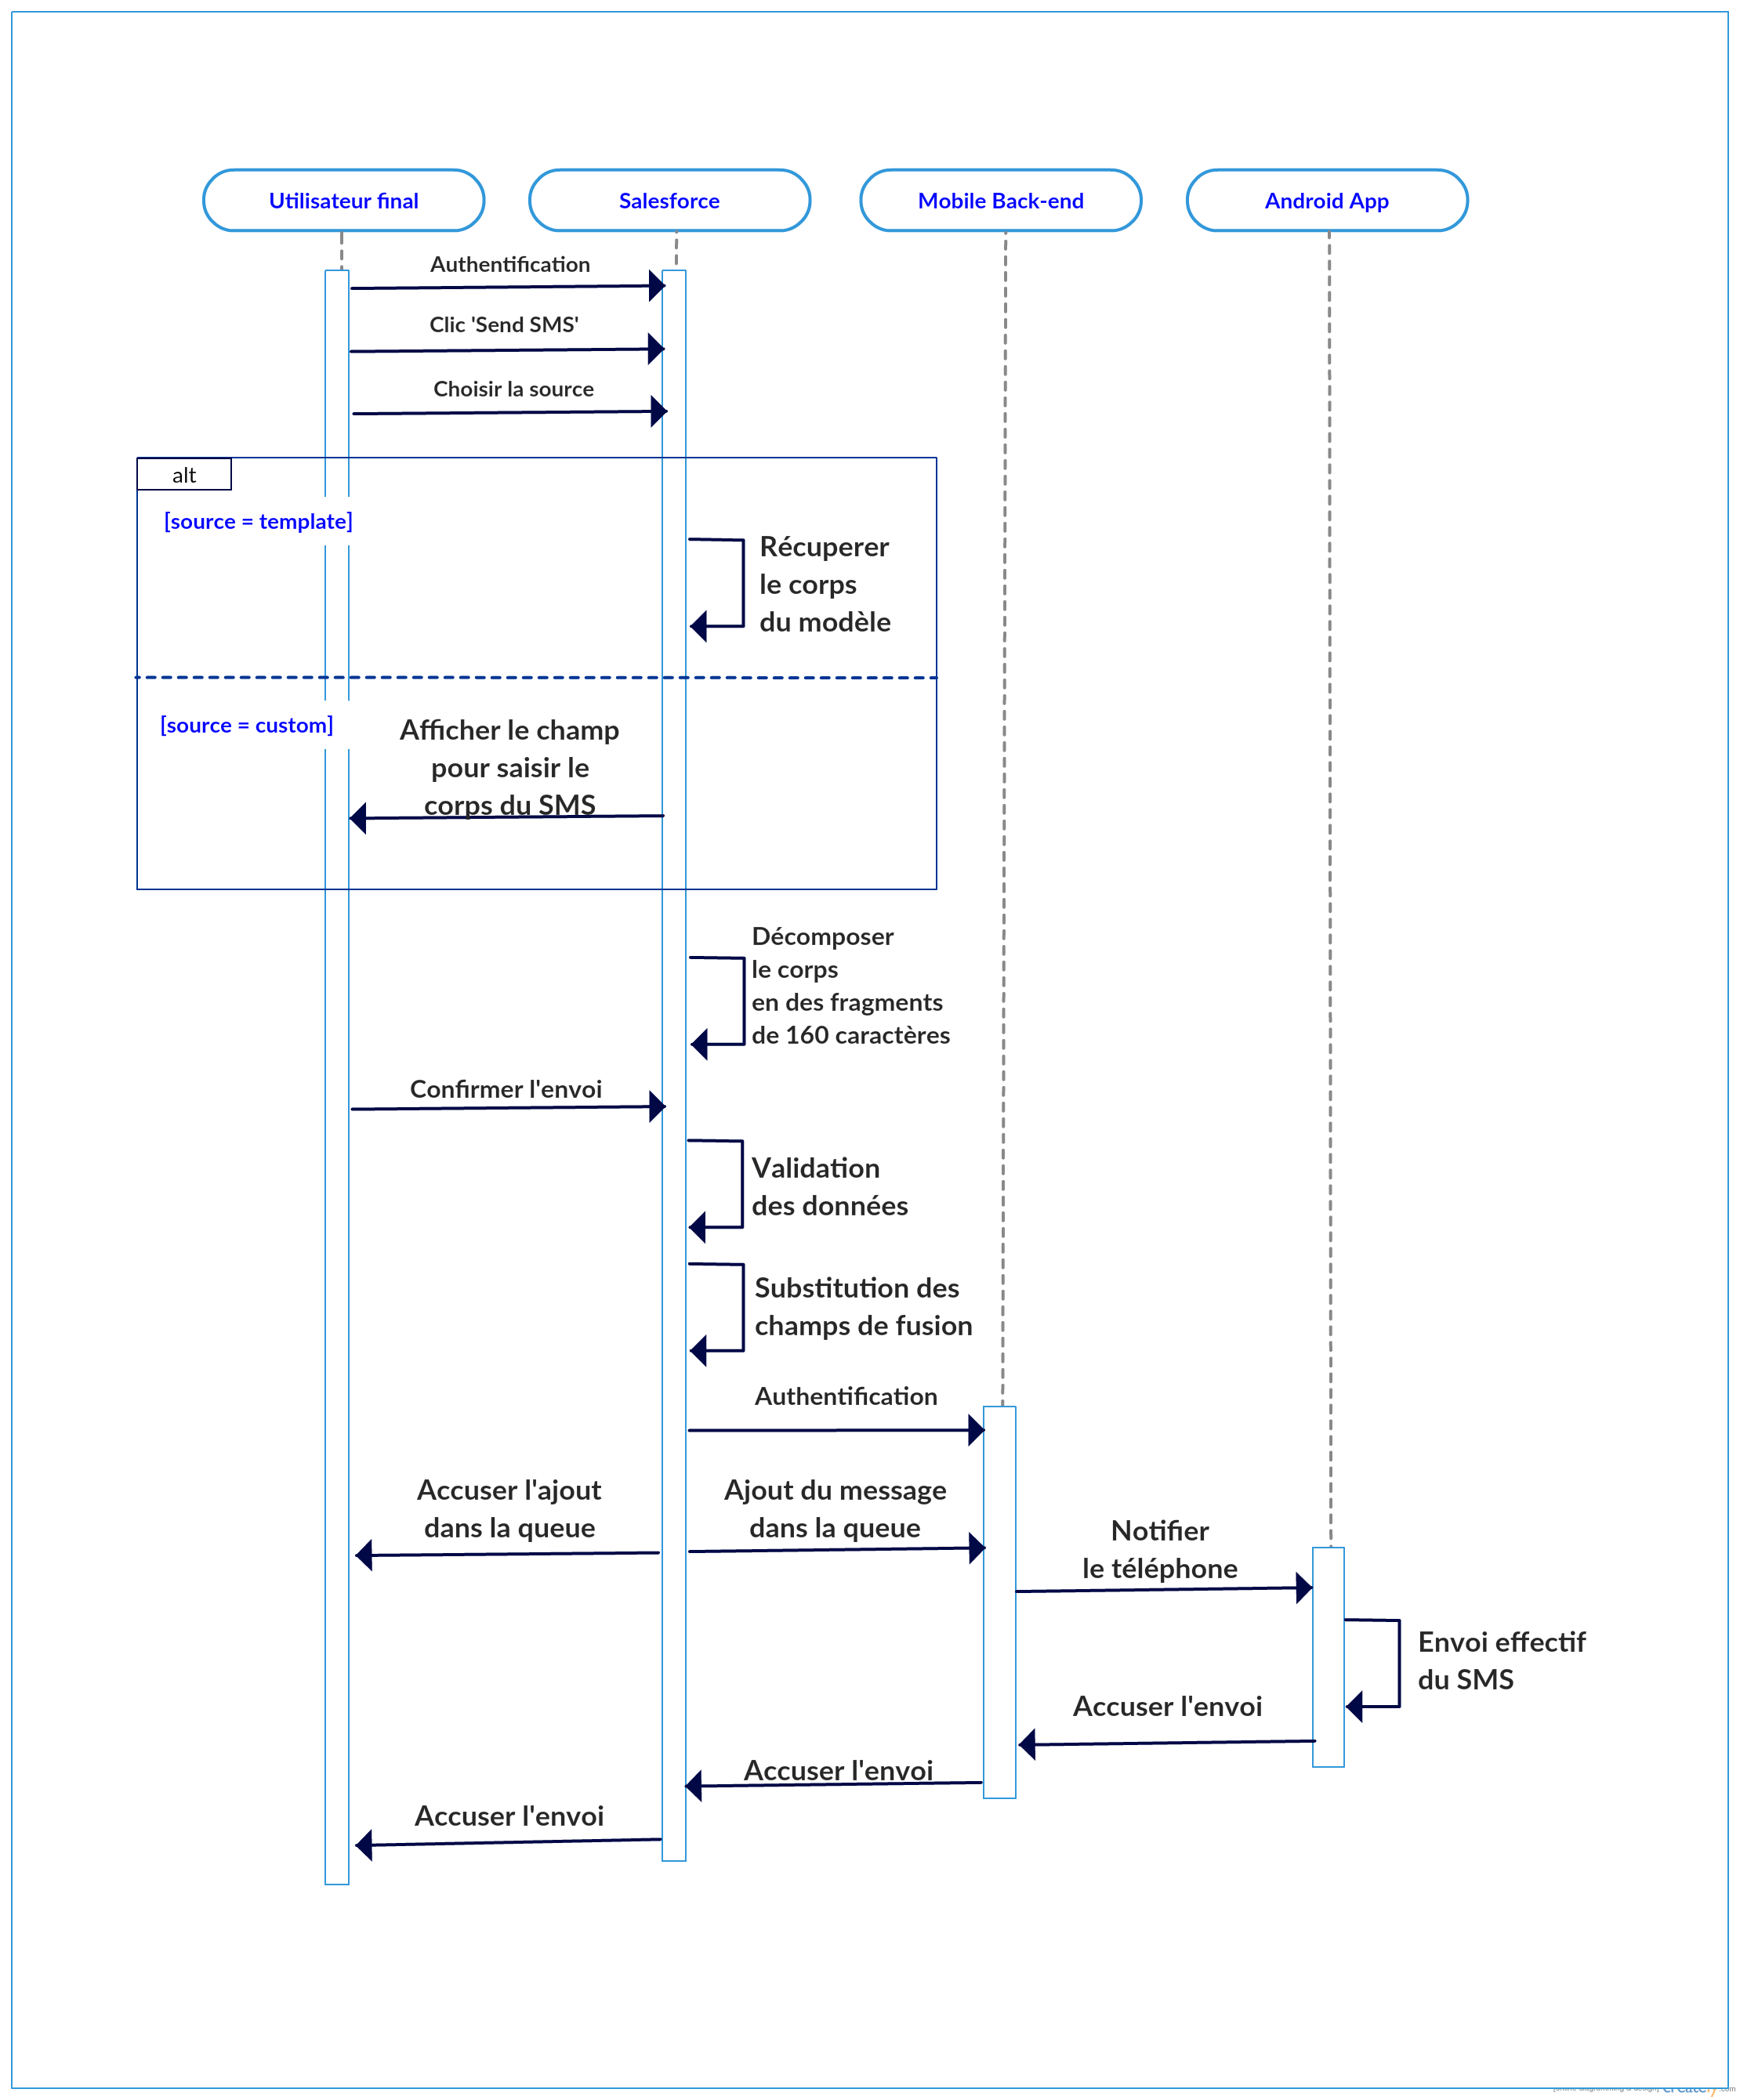 Utilisateur final
Salesforce
Mobile Back-end
Android App
Authentification
Clic 'Send SMS'
Choisir la source
alt
[source = template]
Récuperer
le corps
du modèle
[source = custom]
Afficher le champ
pour saisir le
corps du SMS
Décomposer
le corps
en des fragments
de 160 caractères
Confirmer l'envoi
Validation
des données
Substitution des
champs de fusion
Authentification
Accuser l'ajout
dans la queue
Ajout du message
dans la queue
Notifier
le téléphone
Envoi effectif
du SMS
Accuser l'envoi
Accuser l'envoi
Accuser l'envoi